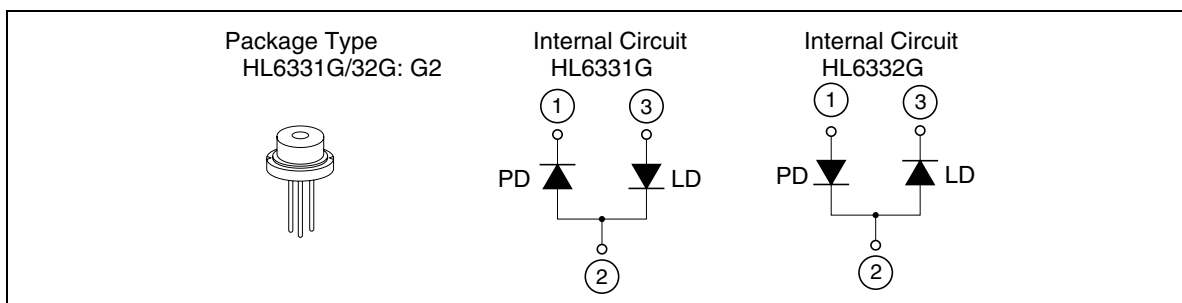 Package Type
HL6331G/32G: G2
Internal Circuit
HL6331G
1
3
PD
LD
2
Internal Circuit
HL6332G
1
3
PD
LD
2